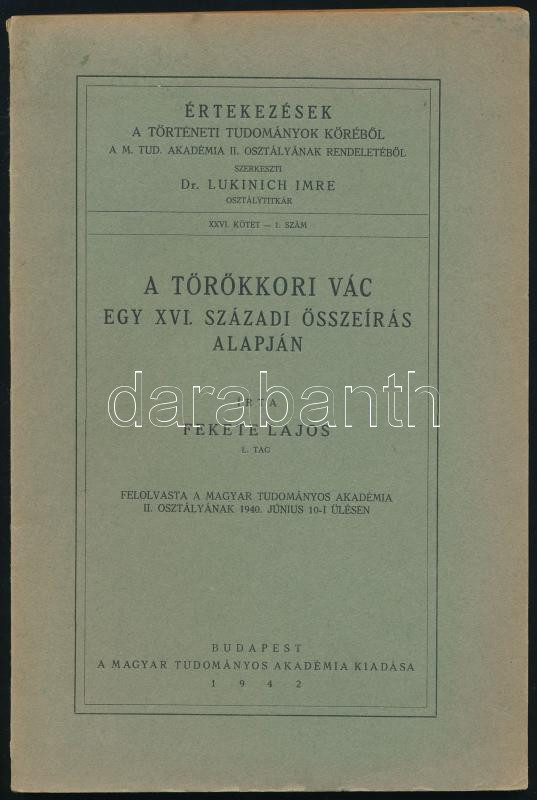 ÉRTEKEZÉSEK
A TÖRTÉNETI TUDOMÁNYOK KÖRÉBŐL
A M. TUD. AKADÉMIA II. OSZTÁLYÁNAK RENDELETÉBŐL
SZERKESZTI
Dr. LUKINICH IMRE
OSZTÁLYTITKÁR
XXVI. KÖTET — 1. SZÁM
A TÖRÖKKORI VÁC
EGY XVI. SZÁZADI ÖSSZEÍRÁS
ALAPJÁN
ÍRTA
darabanth
FEKETE LAJOS
L. TAG
FELOLVASTA A MAGYAR TUDOMÁNYOS AKADÉMIA
II. OSZTÁLYÁNAK 1940. JÚNIUS 10-I ÜLÉSÉN
BUDAPEST
A MAGYAR TUDOMÁNYOS AKADÉMIA KIADÁSA
1942